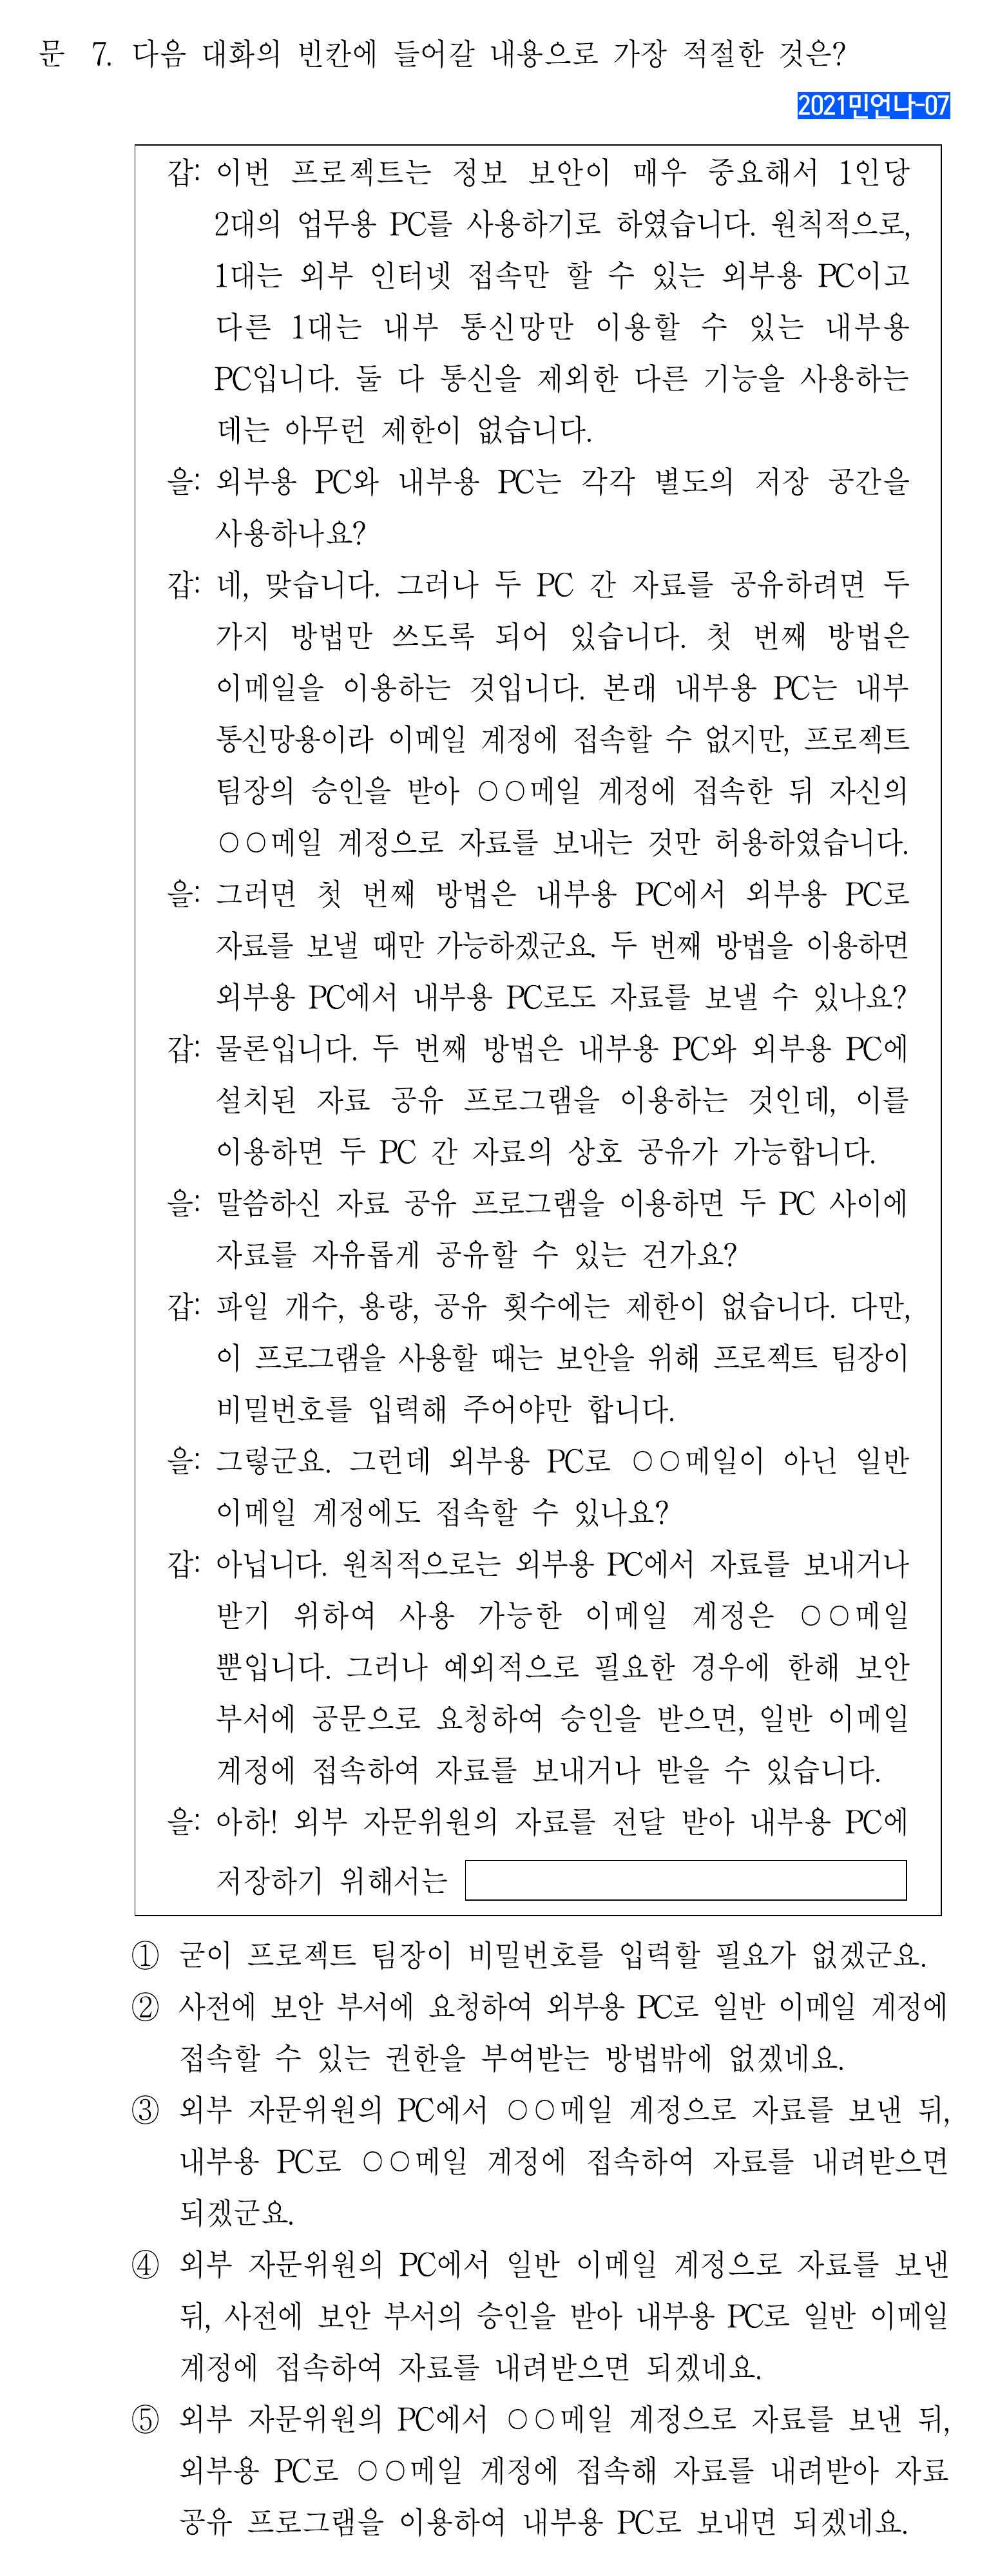 문 7. 다음 대화의 빈칸에 들어갈 내용으로 가장 적절한 것은?
2021민언나-07
갑: 이번 프로젝트는 정보 보안이 매우 중요해서 1인당
2대의 업무용 PC를 사용하기로 하였습니다. 원칙적으로,
1대는 외부 인터넷 접속만 할 수 있는 외부용 PC이고
다른 1대는 내부 통신망만 이용할 수 있는 내부용
PC입니다. 둘 다 통신을 제외한 다른 기능을 사용하는
데는 아무런 제한이 없습니다.
을: 외부용 PC와 내부용 PC는 각각 별도의 저장 공간을
사용하나요?
갑: 네, 맞습니다. 그러나 두 PC 간 자료를 공유하려면 두
가지 방법만 쓰도록 되어 있습니다. 첫 번째 방법은
이메일을 이용하는 것입니다. 본래 내부용 PC는 내부
통신망용이라 이메일 계정에 접속할 수 없지만, 프로젝트
팀장의 승인을 받아 ○○메일 계정에 접속한 뒤 자신의
○○메일 계정으로 자료를 보내는 것만 허용하였습니다.
을: 그러면 첫 번째 방법은 내부용 PC에서 외부용 PC로
자료를 보낼 때만 가능하겠군요. 두 번째 방법을 이용하면
외부용 PC에서 내부용 PC로도 자료를 보낼 수 있나요?
갑: 물론입니다. 두 번째 방법은 내부용 PC와 외부용 PC에
설치된 자료 공유 프로그램을 이용하는 것인데, 이를
이용하면 두 PC 간 자료의 상호 공유가 가능합니다.
을: 말씀하신 자료 공유 프로그램을 이용하면 두 PC 사이에
자료를 자유롭게 공유할 수 있는 건가요?
갑: 파일 개수, 용량, 공유 횟수에는 제한이 없습니다. 다만,
이 프로그램을 사용할 때는 보안을 위해 프로젝트 팀장이
비밀번호를 입력해 주어야만 합니다.
을: 그렇군요. 그런데 외부용 PC로 ○○메일이 아닌 일반
이메일 계정에도 접속할 수 있나요?
갑: 아닙니다. 원칙적으로는 외부용 PC에서 자료를 보내거나
받기 위하여 사용 가능한 이메일 계정은 ○○메일
뿐입니다. 그러나 예외적으로 필요한 경우에 한해 보안
부서에 공문으로 요청하여 승인을 받으면, 일반 이메일
계정에 접속하여 자료를 보내거나 받을 수 있습니다.
을: 아하! 외부 자문위원의 자료를 전달 받아 내부용 PC에
저장하기 위해서는
① 굳이 프로젝트 팀장이 비밀번호를 입력할 필요가 없겠군요.
② 사전에 보안 부서에 요청하여 외부용 PC로 일반 이메일 계정에
접속할 수 있는 권한을 부여받는 방법밖에 없겠네요.
③ 외부 자문위원의 PC에서 ○○메일 계정으로 자료를 보낸 뒤,
내부용 PC로 ○○메일 계정에 접속하여 자료를 내려받으면
되겠군요.
④ 외부 자문위원의 PC에서 일반 이메일 계정으로 자료를 보낸
뒤, 사전에 보안 부서의 승인을 받아 내부용 PC로 일반 이메일
계정에 접속하여 자료를 내려받으면 되겠네요.
⑤ 외부 자문위원의 PC에서 ○○메일 계정으로 자료를 보낸 뒤,
외부용 PC로 ○○메일 계정에 접속해 자료를 내려받아 자료
공유 프로그램을 이용하여 내부용 PC로 보내면 되겠네요.